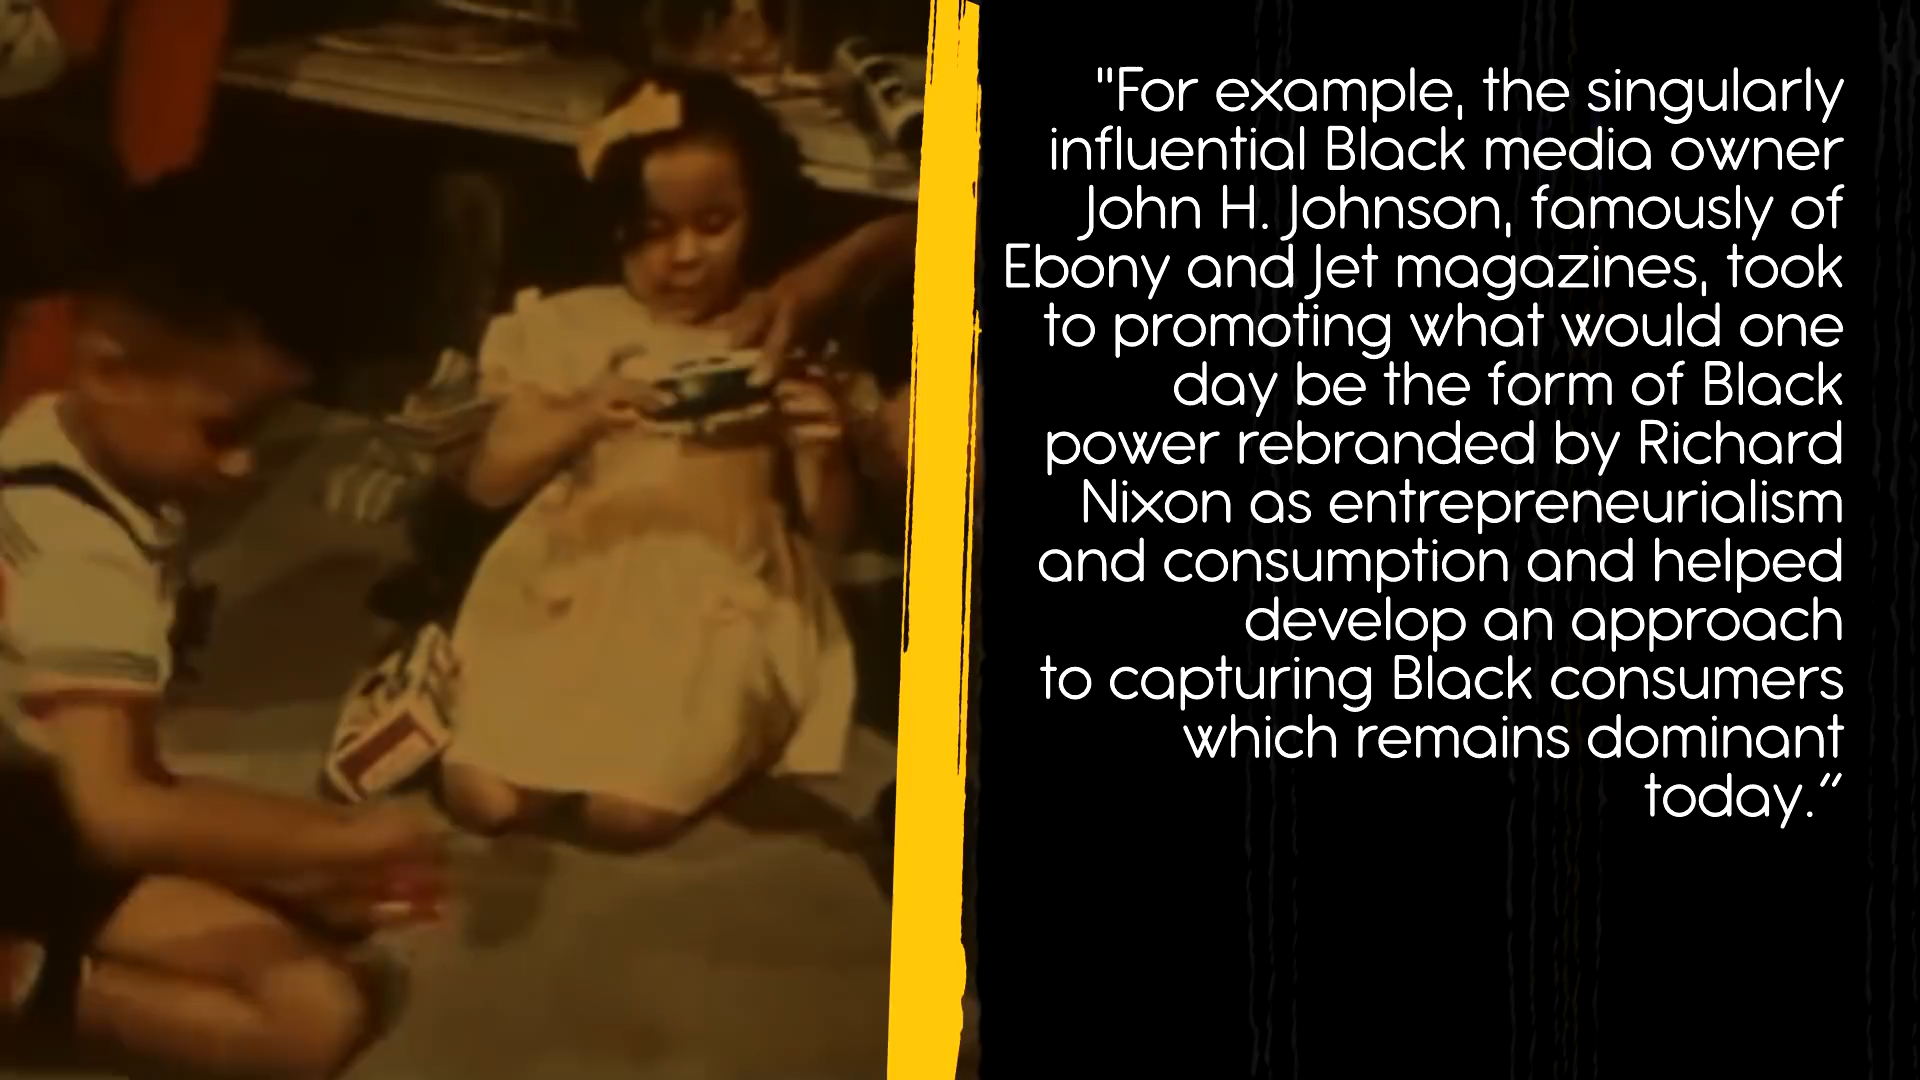 "For example, the singularly
influential Black media owner
John H. Johnson, famously of
Ebony and Jet magazines, took
to promoting what would one
day be the form of Black
power rebranded by Richard
Nixon as entrepreneurialism
and consumption and helped
develop an approach
to capturing Black consumers
which remains dominant
today.”